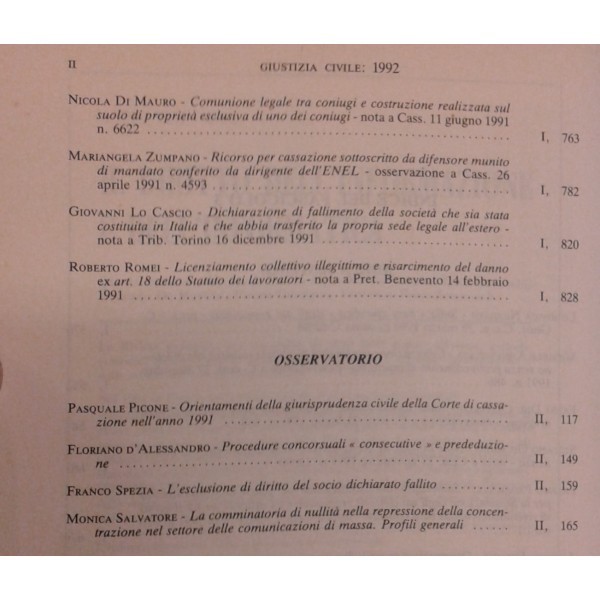 II
GIUSTIZIA CIVILE: 1992
NICOLA DI MAURO - Comunione legale tra coniugi e costruzione realizzata sul
suolo di proprietà esclusiva di uno dei coniugi - nota a Cass. 11 giugno 1991
n. 6622 ........................................ I, 763
MARIANGELA ZUMPANO - Ricorso per cassazione sottoscritto da difensore munito
di mandato conferito da dirigente dell'ENEL - osservazione a Cass. 26
aprile 1991 n. 4593 ........................................ I, 782
GIOVANNI LO CASCIO - Dichiarazione di fallimento della società che sia stata
costituita in Italia e che abbia trasferito la propria sede legale all'estero -
nota a Trib. Torino 16 dicembre 1991 ........................................ I, 820
ROBERTO ROMEI - Licenziamento collettivo illegittimo e risarcimento del danno
ex art. 18 dello Statuto dei lavoratori - nota a Pret. Benevento 14 febbraio
1991 ........................................ I, 828
OSSERVATORIO
PASQUALE PICONE - Orientamenti della giurisprudenza civile della Corte di cassa-
zione nell'anno 1991 ........................................ II, 117
FLORIANO D'ALESSANDRO - Procedure concorsuali « consecutive » e prededuzio-
ne ........................................ II, 149
FRANCO SPEZIA - L'esclusione di diritto del socio dichiarato fallito ............ II, 159
MONICA SALVATORE - La comminatoria di nullità nella repressione della concen-
trazione nel settore delle comunicazioni di massa. Profili generali ...... II, 165